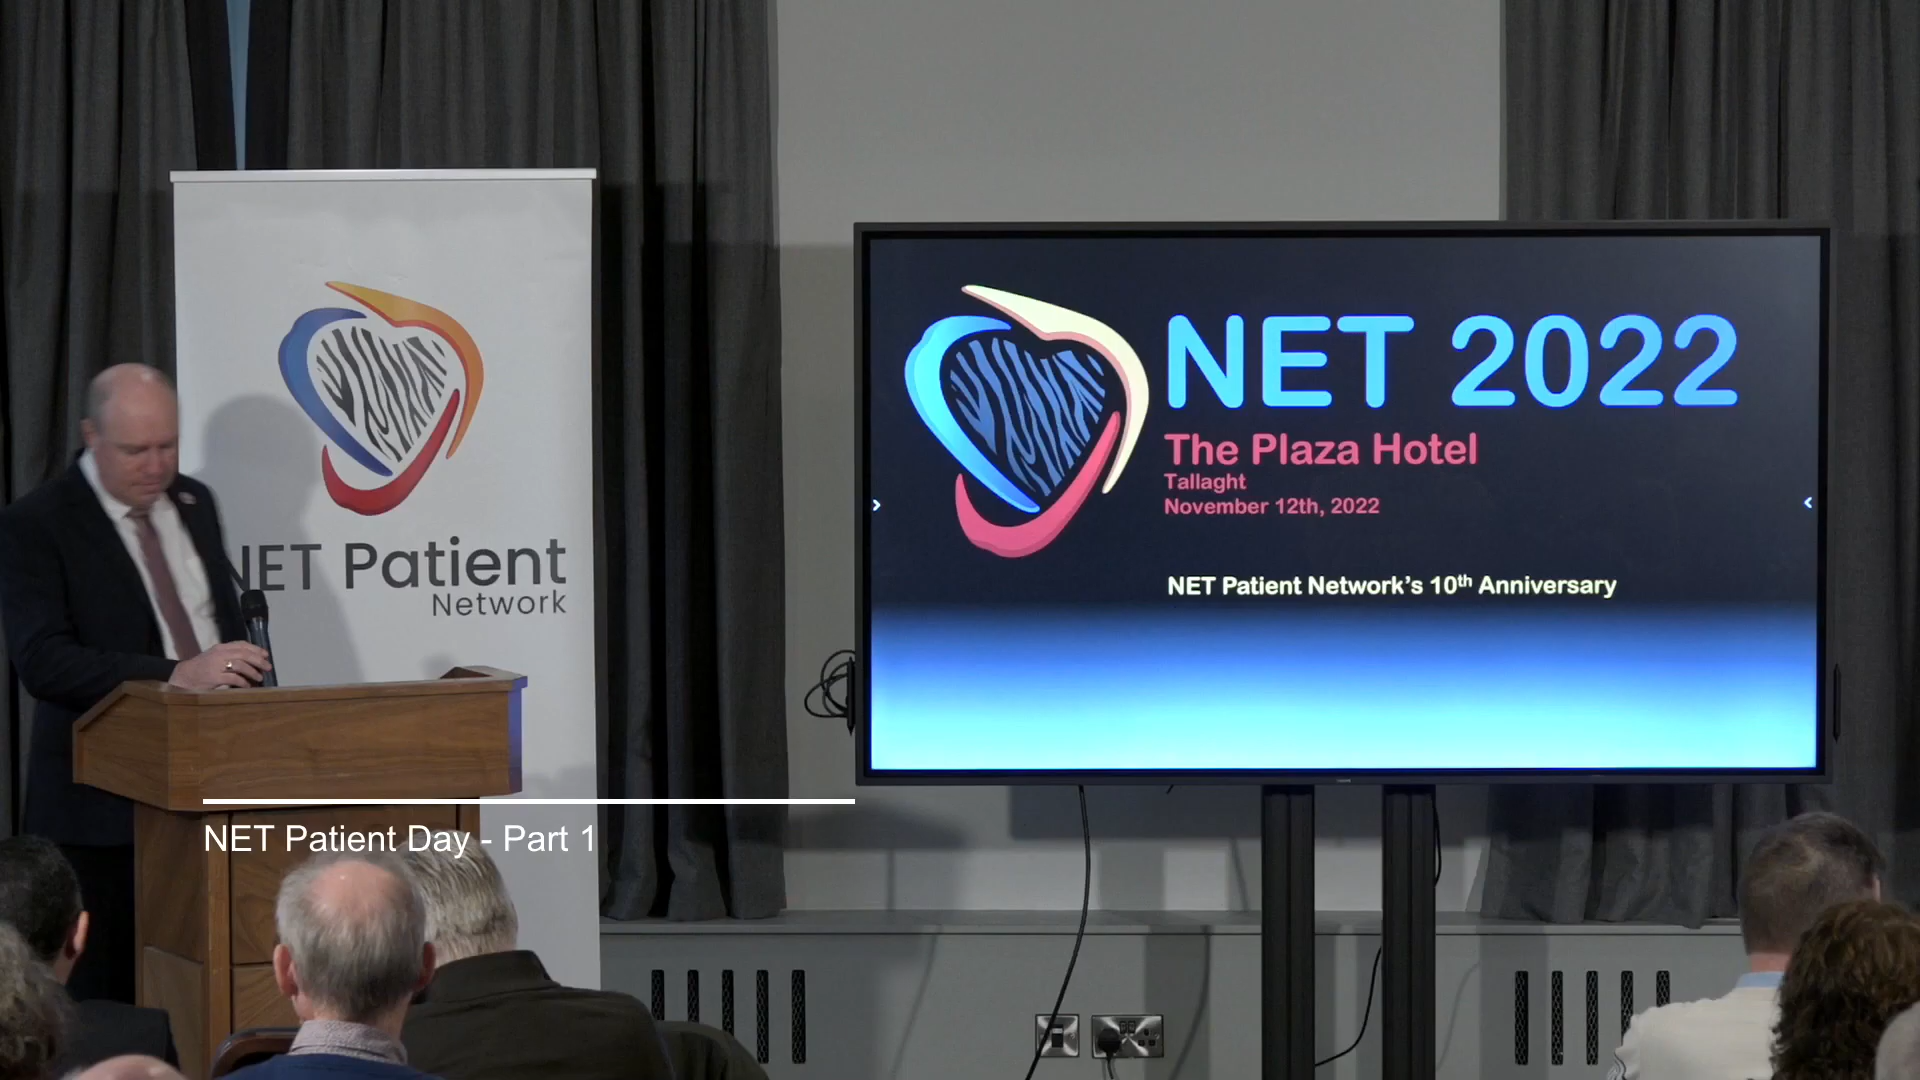 NET Patient
Network
NET 2022
The Plaza Hotel
Tallaght
November 12th, 2022
NET Patient Network's 10th Anniversary
NET Patient Day - Part 1